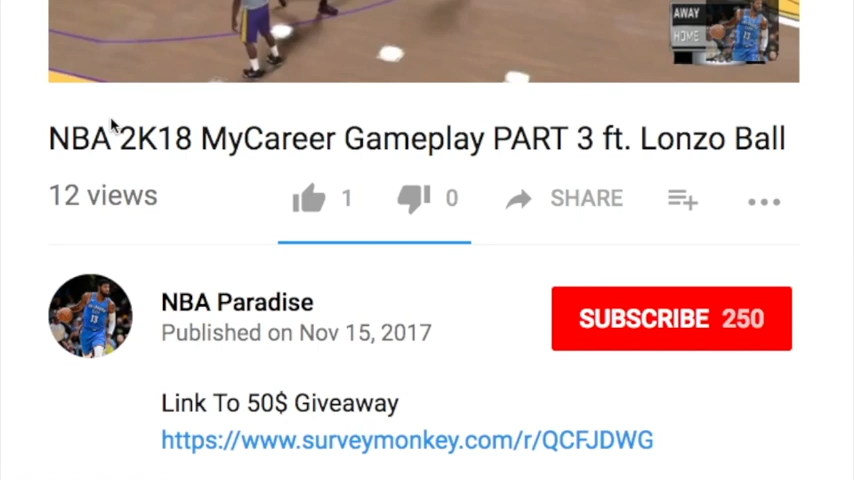 AWAY
HOME
NBA 2K18 MyCareer Gameplay PART 3 ft. Lonzo Ball
12 views 1 0 SHARE
NBA Paradise
Published on Nov 15, 2017
SUBSCRIBE 250
Link To 50$ Giveaway
https://www.surveymonkey.com/r/QCFJDWG